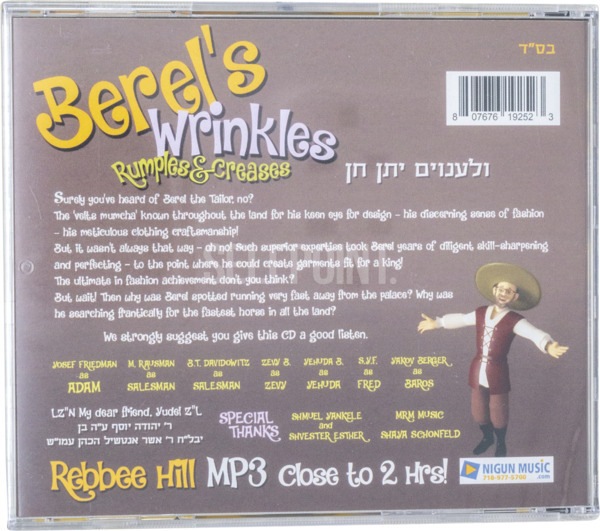 בס"ד
Berel's
Wrinkles
Rumples & Creases
8 07676 19252 3
ולענוים יתן חן
Surely you've heard of Berel the Tailor, no?
The 'velts mumcha' known throughout the land for his keen eye for design - his discerning sense of fashion
- his meticulous clothing craftsmanship!
But it wasn't always that way - oh no! Such superior expertise took Berel years of diligent skill-sharpening
and perfecting - to the point where he could create garments fit for a king!
The ultimate in fashion achievement don't you think?
But wait! Then why was Berel spotted running very fast away from the palace? Why was
he searching frantically for the fastest horse in all the land?
We strongly suggest you give this CD a good listen.
Yosef Friedman as Adam
M. Rausman as Salesman
S.T. Davidowitz as Salesman
Zevy G. as Zevy
Yehuda G. as Yehuda
S.Y.F. as Fred
Yakov Berger as Baros
LZ"N My dear friend, Yudel Z"L
ר' יהודה יוסף ע"ה בן
יבלי"ח ר' אשר אנטשיל הכהן עמו"ש
Special Thanks
Shmuel Yankele and Shvester Esther
MRM Music
Shaya Schonfeld
Rebbee Hill MP3 Close to 2 Hrs!
NIGUN MUSIC
.com
718-977-5700